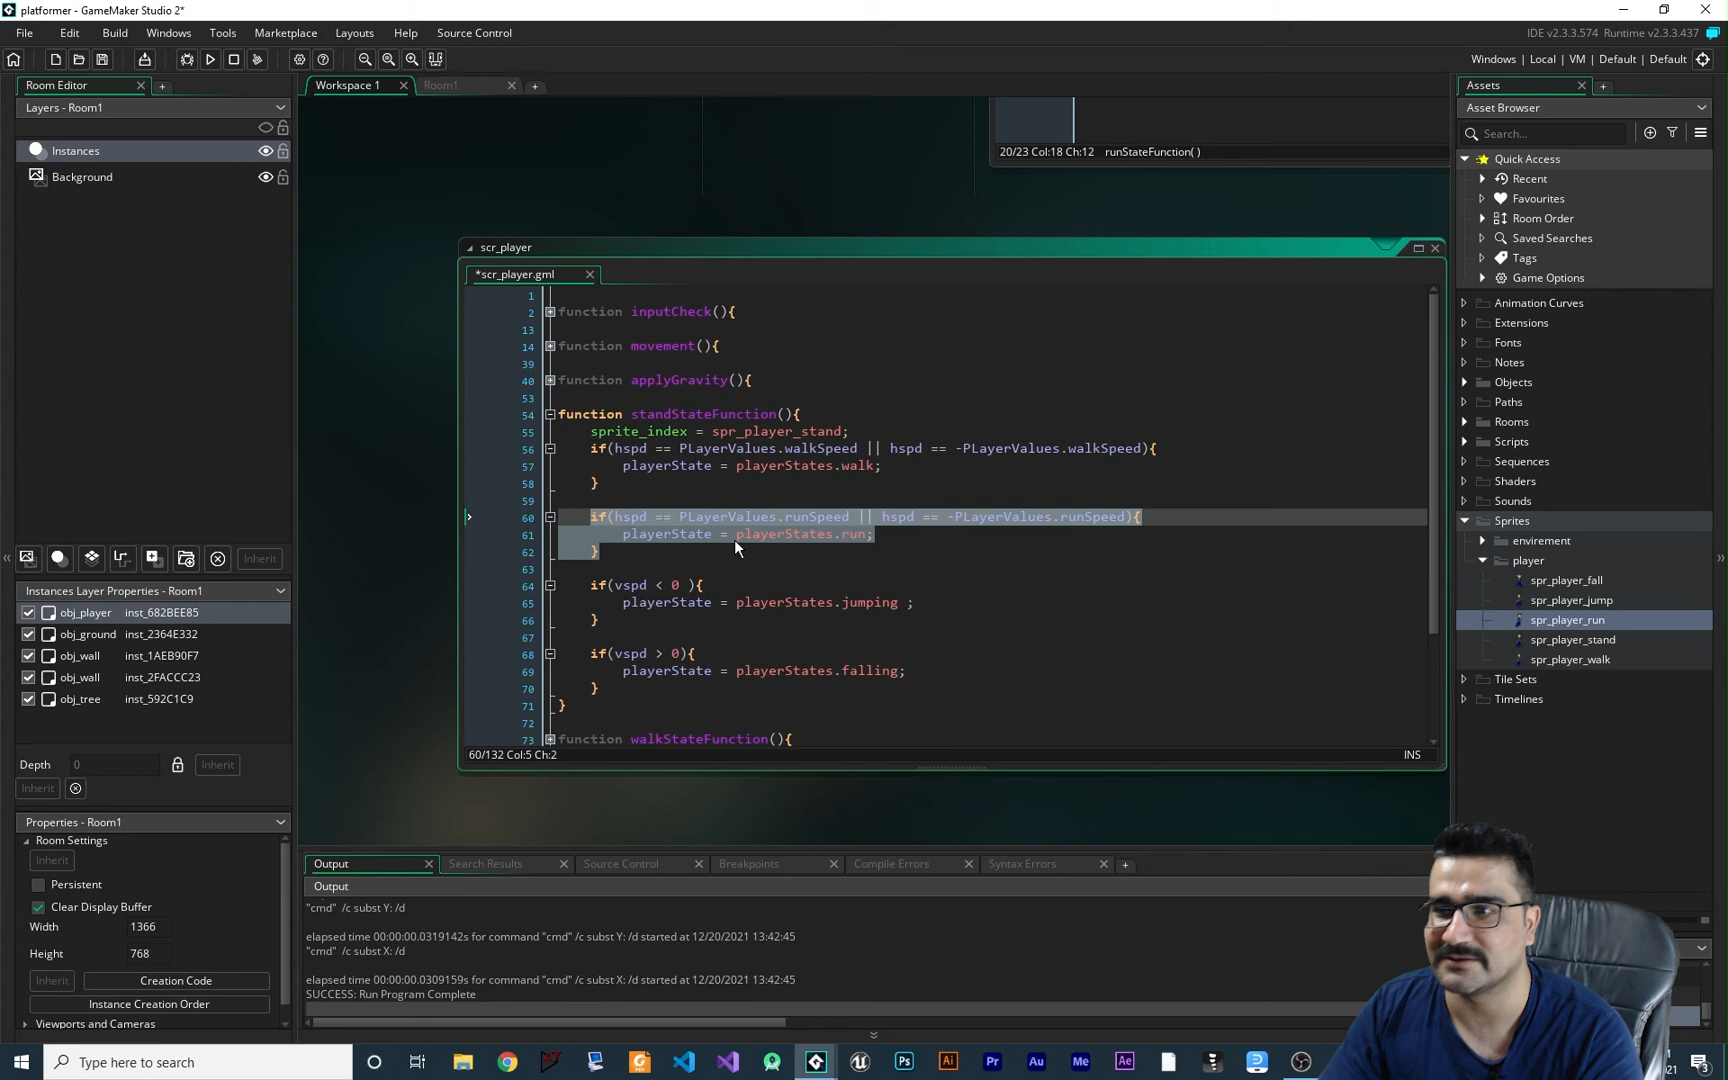 platformer - GameMaker Studio 2*
File Edit Build Windows Tools Marketplace Layouts Help Source Control
IDE v2.3.3.574 Runtime v2.3.3.437
Windows | Local | VM | Default | Default
Room Editor
Layers - Room1
Instances
Background
Inherit
Instances Layer Properties - Room1
obj_player inst_682BEE85
obj_ground inst_2364E332
obj_wall inst_1AEB90F7
obj_wall inst_2FACCC23
obj_tree inst_592C1C9
Depth 0 Inherit
Inherit
Properties - Room1
Room Settings
Inherit
Persistent
Clear Display Buffer
Width 1366
Height 768
Inherit Creation Code
Instance Creation Order
Viewports and Cameras
Workspace 1 Room1
20/23 Col:18 Ch:12 runStateFunction( )
scr_player
*scr_player.gml
1
2 function inputCheck(){
13
14 function movement(){
39
40 function applyGravity(){
53
54 function standStateFunction(){
55 sprite_index = spr_player_stand;
56 if(hspd == PLayerValues.walkSpeed || hspd == -PLayerValues.walkSpeed){
57 playerState = playerStates.walk;
58 }
59
60 if(hspd == PLayerValues.runSpeed || hspd == -PLayerValues.runSpeed){
61 playerState = playerStates.run;
62 }
63
64 if(vspd < 0 ){
65 playerState = playerStates.jumping ;
66 }
67
68 if(vspd > 0){
69 playerState = playerStates.falling;
70 }
71 }
72
73 function walkStateFunction(){
60/132 Col:5 Ch:2 INS
Output Search Results Source Control Breakpoints Compile Errors Syntax Errors
Output
"cmd" /c subst Y: /d
elapsed time 00:00:00.0319142s for command "cmd" /c subst Y: /d started at 12/20/2021 13:42:45
"cmd" /c subst X: /d
elapsed time 00:00:00.0309159s for command "cmd" /c subst X: /d started at 12/20/2021 13:42:45
SUCCESS: Run Program Complete
Assets
Asset Browser
Search...
Quick Access
Recent
Favourites
Room Order
Saved Searches
Tags
Game Options
Animation Curves
Extensions
Fonts
Notes
Objects
Paths
Rooms
Scripts
Sequences
Shaders
Sounds
Sprites
envirement
player
spr_player_fall
spr_player_jump
spr_player_run
spr_player_stand
spr_player_walk
Tile Sets
Timelines
Type here to search
Ps Ai Pr Au Me Ae
3